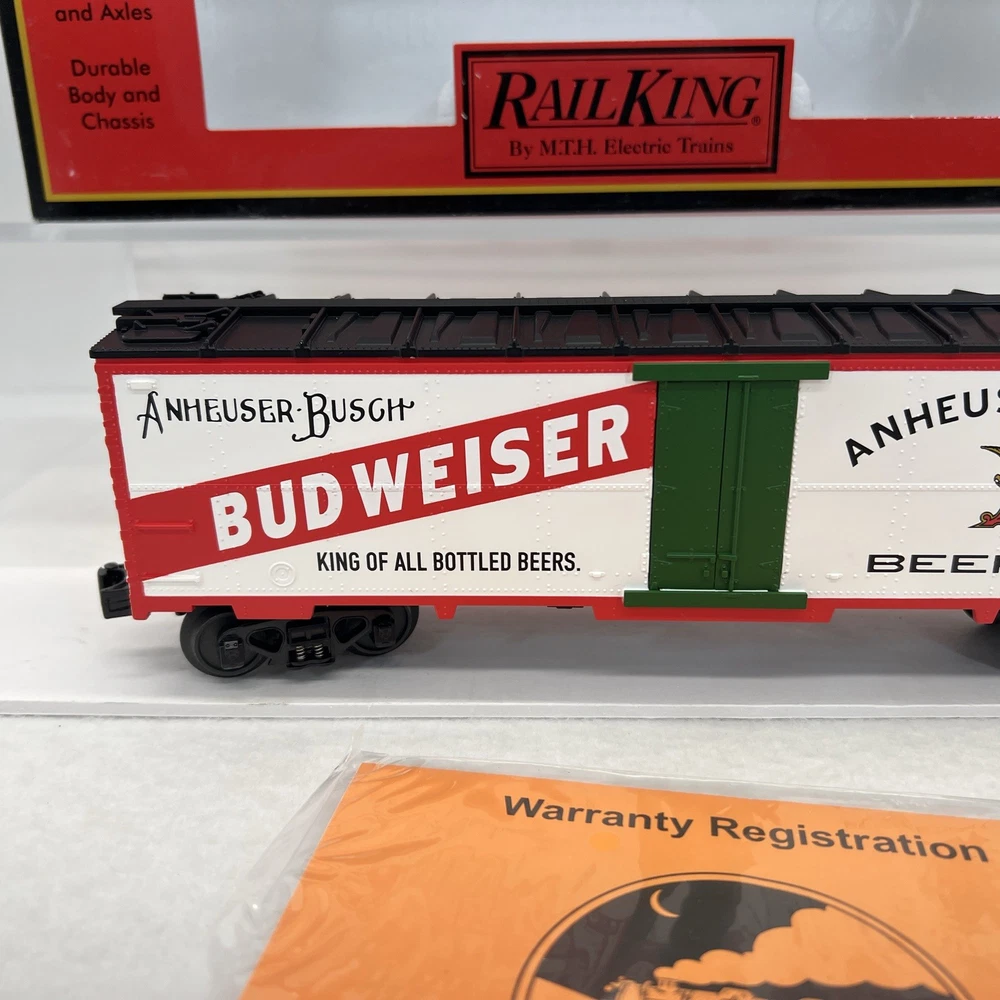 and Axles
Durable
Body and
Chassis
RAILKING®
By M.T.H. Electric Trains
ANHEUSER-BUSCH
BUDWEISER
KING OF ALL BOTTLED BEERS.
ANHEUS
BEER
Warranty Registration